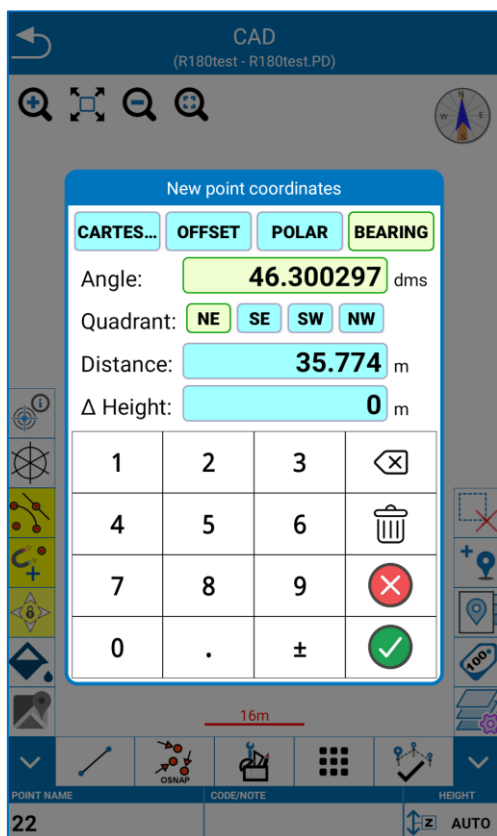 CAD
(R180test - R180test.PD)
N
W E
S
New point coordinates
CARTES... OFFSET POLAR BEARING
Angle: 46.300297 dms
Quadrant: NE SE SW NW
Distance: 35.774 m
Δ Height: 0 m
1 2 3
4 5 6
7 8 9
0 . ±
100°
16m
OSNAP
POINT NAME CODE/NOTE HEIGHT
22 Z AUTO